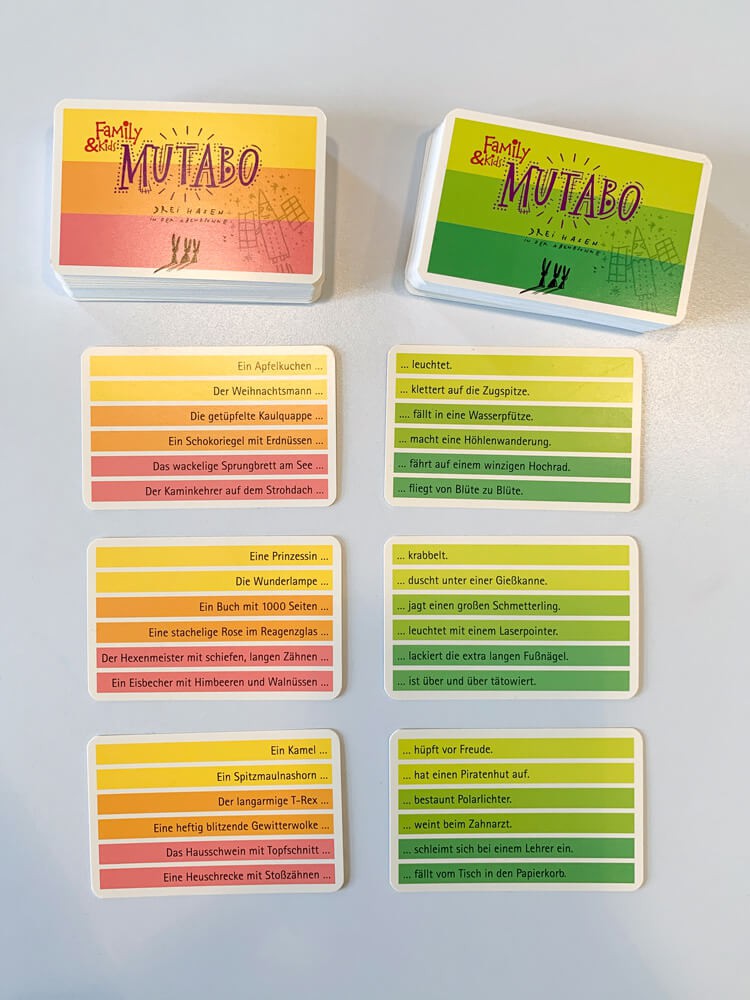 Family
&kids:
MUTABO
DREI HASEN
IN DER ABENDSONNE
Family
&kids:
MUTABO
DREI HASEN
IN DER ABENDSONNE
Ein Apfelkuchen ...
Der Weihnachtsmann ...
Die getüpfelte Kaulquappe ...
Ein Schokoriegel mit Erdnüssen ...
Das wackelige Sprungbrett am See ...
Der Kaminkehrer auf dem Strohdach ...
... leuchtet.
... klettert auf die Zugspitze.
.... fällt in eine Wasserpfütze.
... macht eine Höhlenwanderung.
... fährt auf einem winzigen Hochrad.
... fliegt von Blüte zu Blüte.
Eine Prinzessin ...
Die Wunderlampe ...
Ein Buch mit 1000 Seiten ...
Eine stachelige Rose im Reagenzglas ...
Der Hexenmeister mit schiefen, langen Zähnen ...
Ein Eisbecher mit Himbeeren und Walnüssen ...
... krabbelt.
... duscht unter einer Gießkanne.
... jagt einen großen Schmetterling.
... leuchtet mit einem Laserpointer.
... lackiert die extra langen Fußnägel.
... ist über und über tätowiert.
Ein Kamel ...
Ein Spitzmaulnashorn ...
Der langarmige T-Rex ...
Eine heftig blitzende Gewitterwolke ...
Das Hausschwein mit Topfschnitt ...
Eine Heuschrecke mit Stoßzähnen ...
... hüpft vor Freude.
... hat einen Piratenhut auf.
... bestaunt Polarlichter.
... weint beim Zahnarzt.
... schleimt sich bei einem Lehrer ein.
... fällt vom Tisch in den Papierkorb.